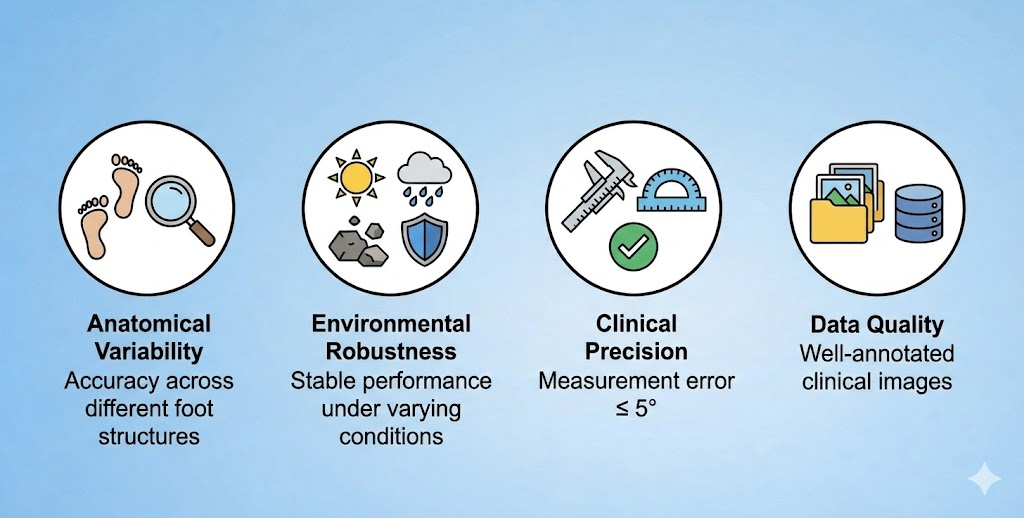 Anatomical
Variability
Accuracy across
different foot
structures
Environmental
Robustness
Stable performance
under varying
conditions
Clinical
Precision
Measurement error
≤ 5°
Data Quality
Well-annotated
clinical images